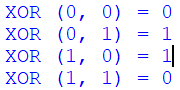 XOR (0, 0) = 0
XOR (0, 1) = 1
XOR (1, 0) = 1
XOR (1, 1) = 0